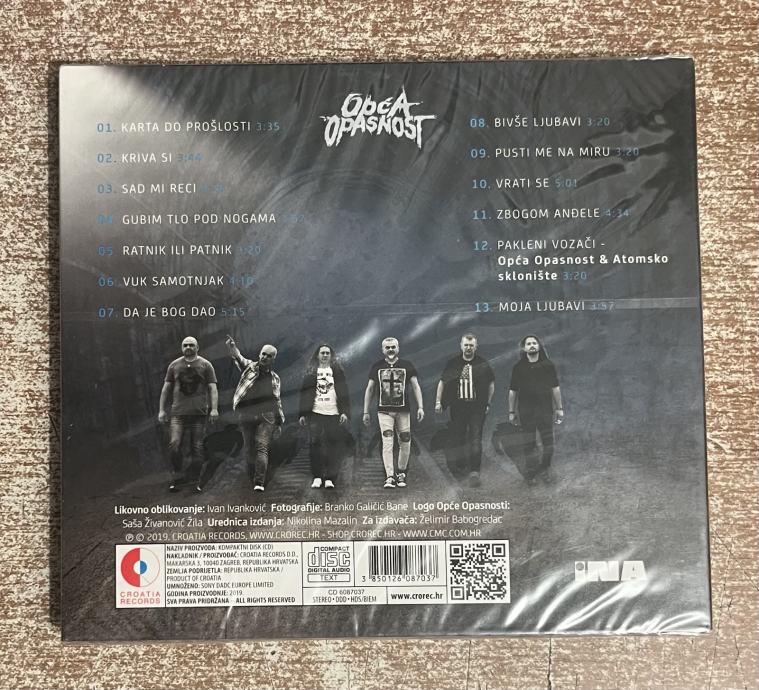 Opća
Opasnost
01. KARTA DO PROŠLOSTI 3:35
02. KRIVA SI 3:44
03. SAD MI RECI
04. GUBIM TLO POD NOGAMA
05. RATNIK ILI PATNIK 3:20
06. VUK SAMOTNJAK 4:10
07. DA JE BOG DAO 5:15
08. BIVŠE LJUBAVI 3:20
09. PUSTI ME NA MIRU 3:20
10. VRATI SE 5:01
11. ZBOGOM ANĐELE 4:34
12. PAKLENI VOZAČI -
Opća Opasnost & Atomsko
sklonište 3:20
13. MOJA LJUBAVI 3:57
Likovno oblikovanje: Ivan Ivanković Fotografije: Branko Galičić Bane Logo Opće Opasnosti:
Saša Živanović Žila Urednica izdanja: Nikolina Mazalin Za izdavača: Želimir Babogredac
℗ © 2019. CROATIA RECORDS, WWW.CROREC.HR - SHOP.CROREC.HR - WWW.CMC.COM.HR
CROATIA
RECORDS
NAZIV PROIZVODA: KOMPAKTNI DISK (CD)
NAKLADNIK / PROIZVOĐAČ: CROATIA RECORDS D.D.,
MAKARSKA 3, 10040 ZAGREB, REPUBLIKA HRVATSKA
ZEMLJA PODRIJETLA: REPUBLIKA HRVATSKA /
PRODUCT OF CROATIA
UMNOŽENO: SONY DADC EUROPE LIMITED
GODINA PROIZVODNJE: 2019.
SVA PRAVA PRIDRŽANA – ALL RIGHTS RESERVED
COMPACT
disc
DIGITAL AUDIO
TEXT
3 850126 087037
CD 6087037
STEREO • DDD • HDS/BIEM
www.crorec.hr
INA